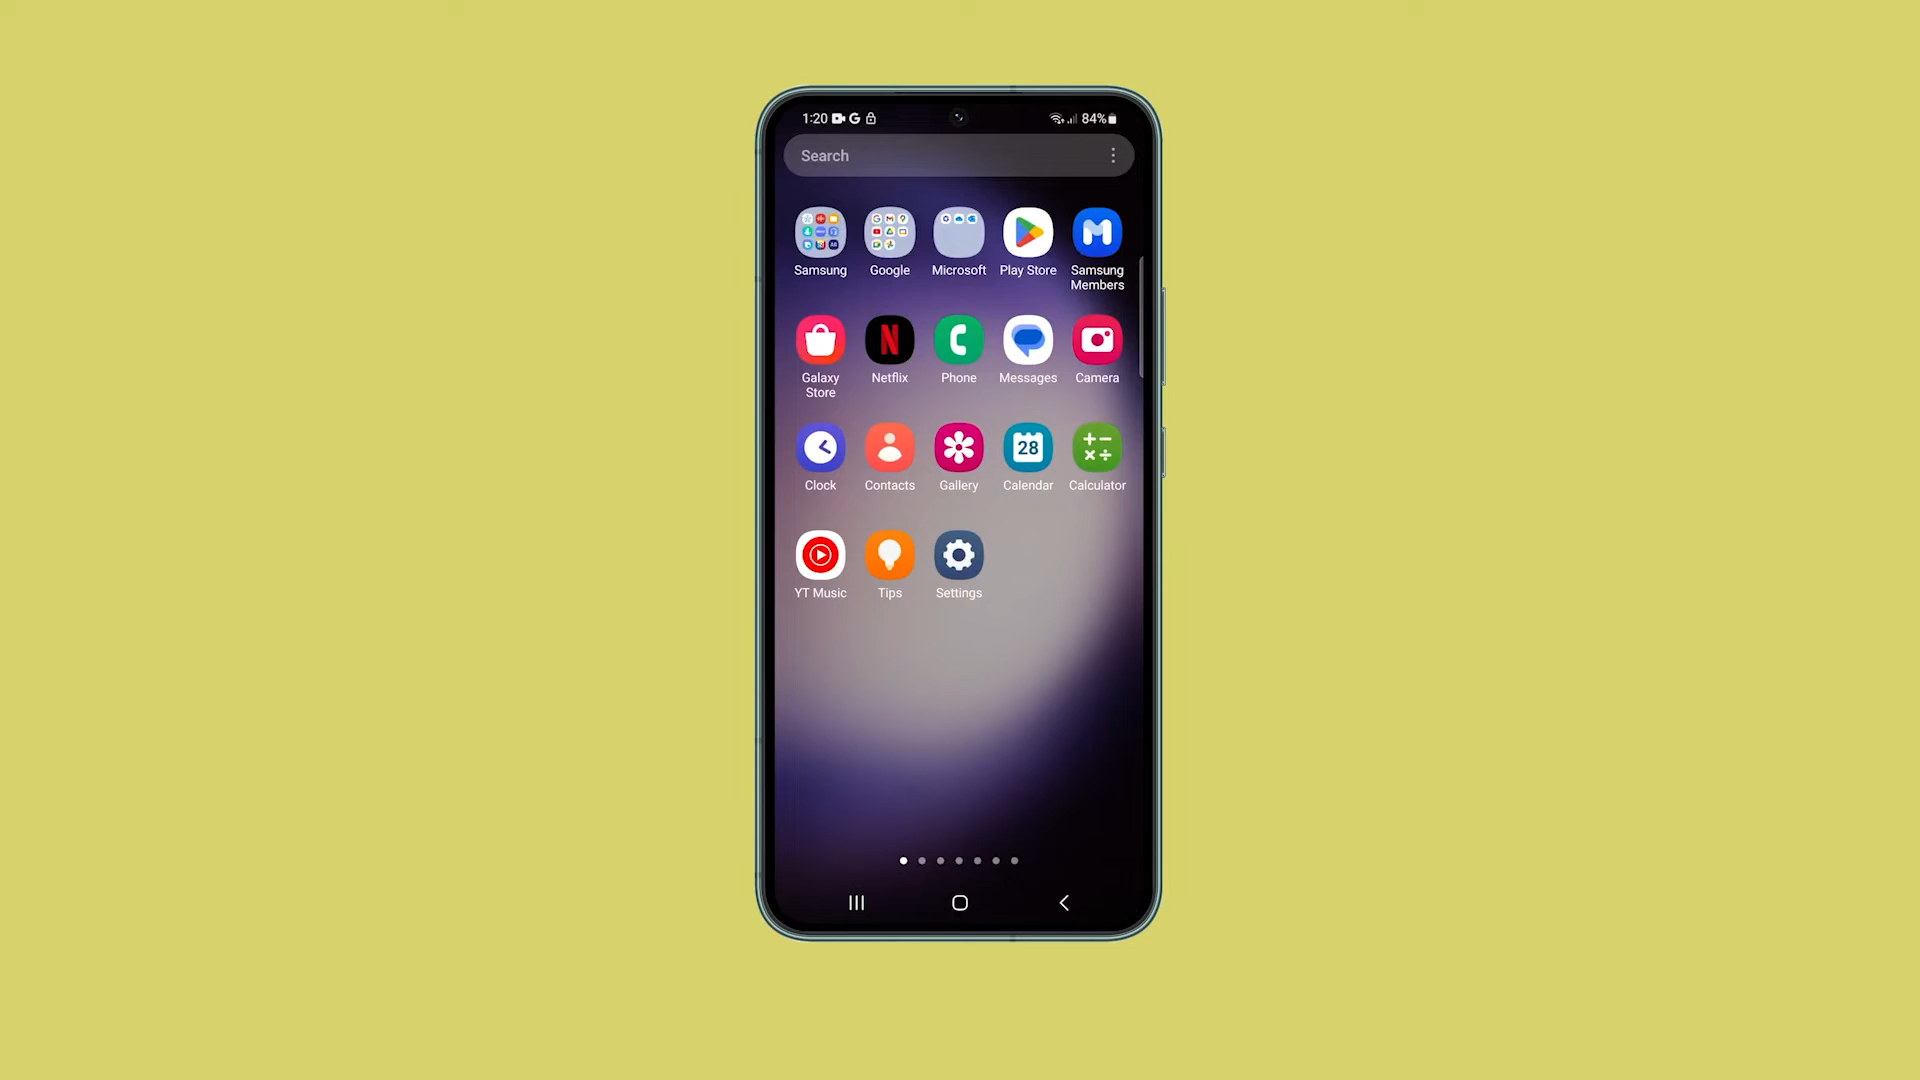 1:20 84%
Search
Samsung Google Microsoft Play Store Samsung Members
Galaxy Store Netflix Phone Messages Camera
28
Clock Contacts Gallery Calendar Calculator
YT Music Tips Settings